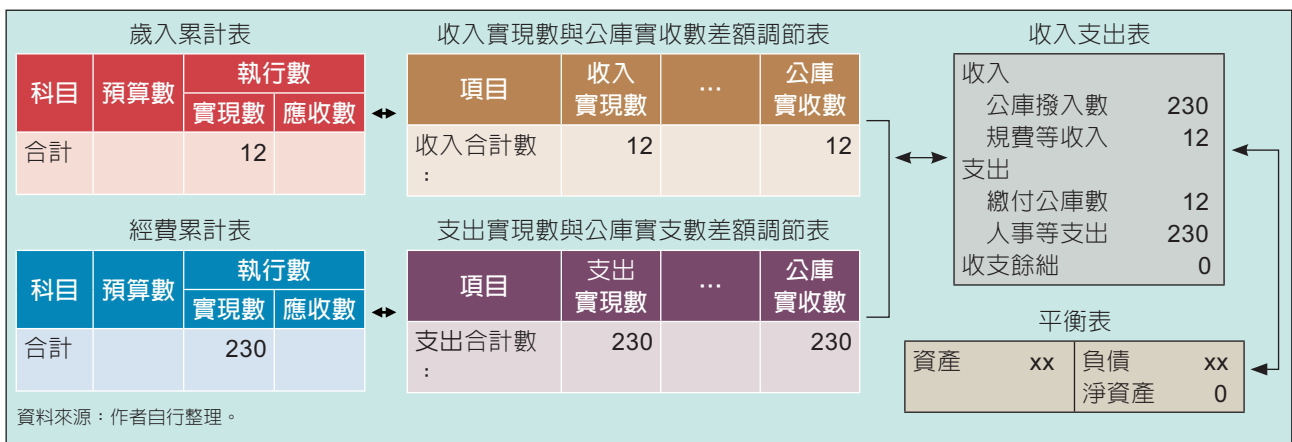 歲入累計表
科目 預算數 執行數
實現數 應收數
合計 12
收入實現數與公庫實收數差額調節表
項目 收入實現數 … 公庫實收數
收入合計數 12 12
:
收入支出表
收入
公庫撥入數 230
規費等收入 12
支出
繳付公庫數 12
人事等支出 230
收支餘絀 0
經費累計表
科目 預算數 執行數
實現數 應收數
合計 230
支出實現數與公庫實支數差額調節表
項目 支出實現數 … 公庫實收數
支出合計數 230 230
:
平衡表
資產 xx 負債 xx
淨資產 0
資料來源：作者自行整理。